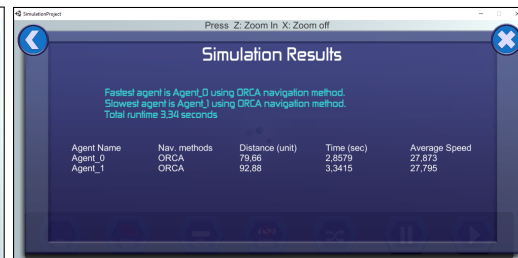 SimulationProject
Press Z: Zoom In X: Zoom off
Simulation Results
Fastest agent is Agent_0 using ORCA navigation method.
Slowest agent is Agent_1 using ORCA navigation method.
Total runtime 3,34 seconds
Agent Name Nav. methods Distance (unit) Time (sec) Average Speed
Agent_0 ORCA 79,66 2,8579 27,873
Agent_1 ORCA 92,88 3,3415 27,795